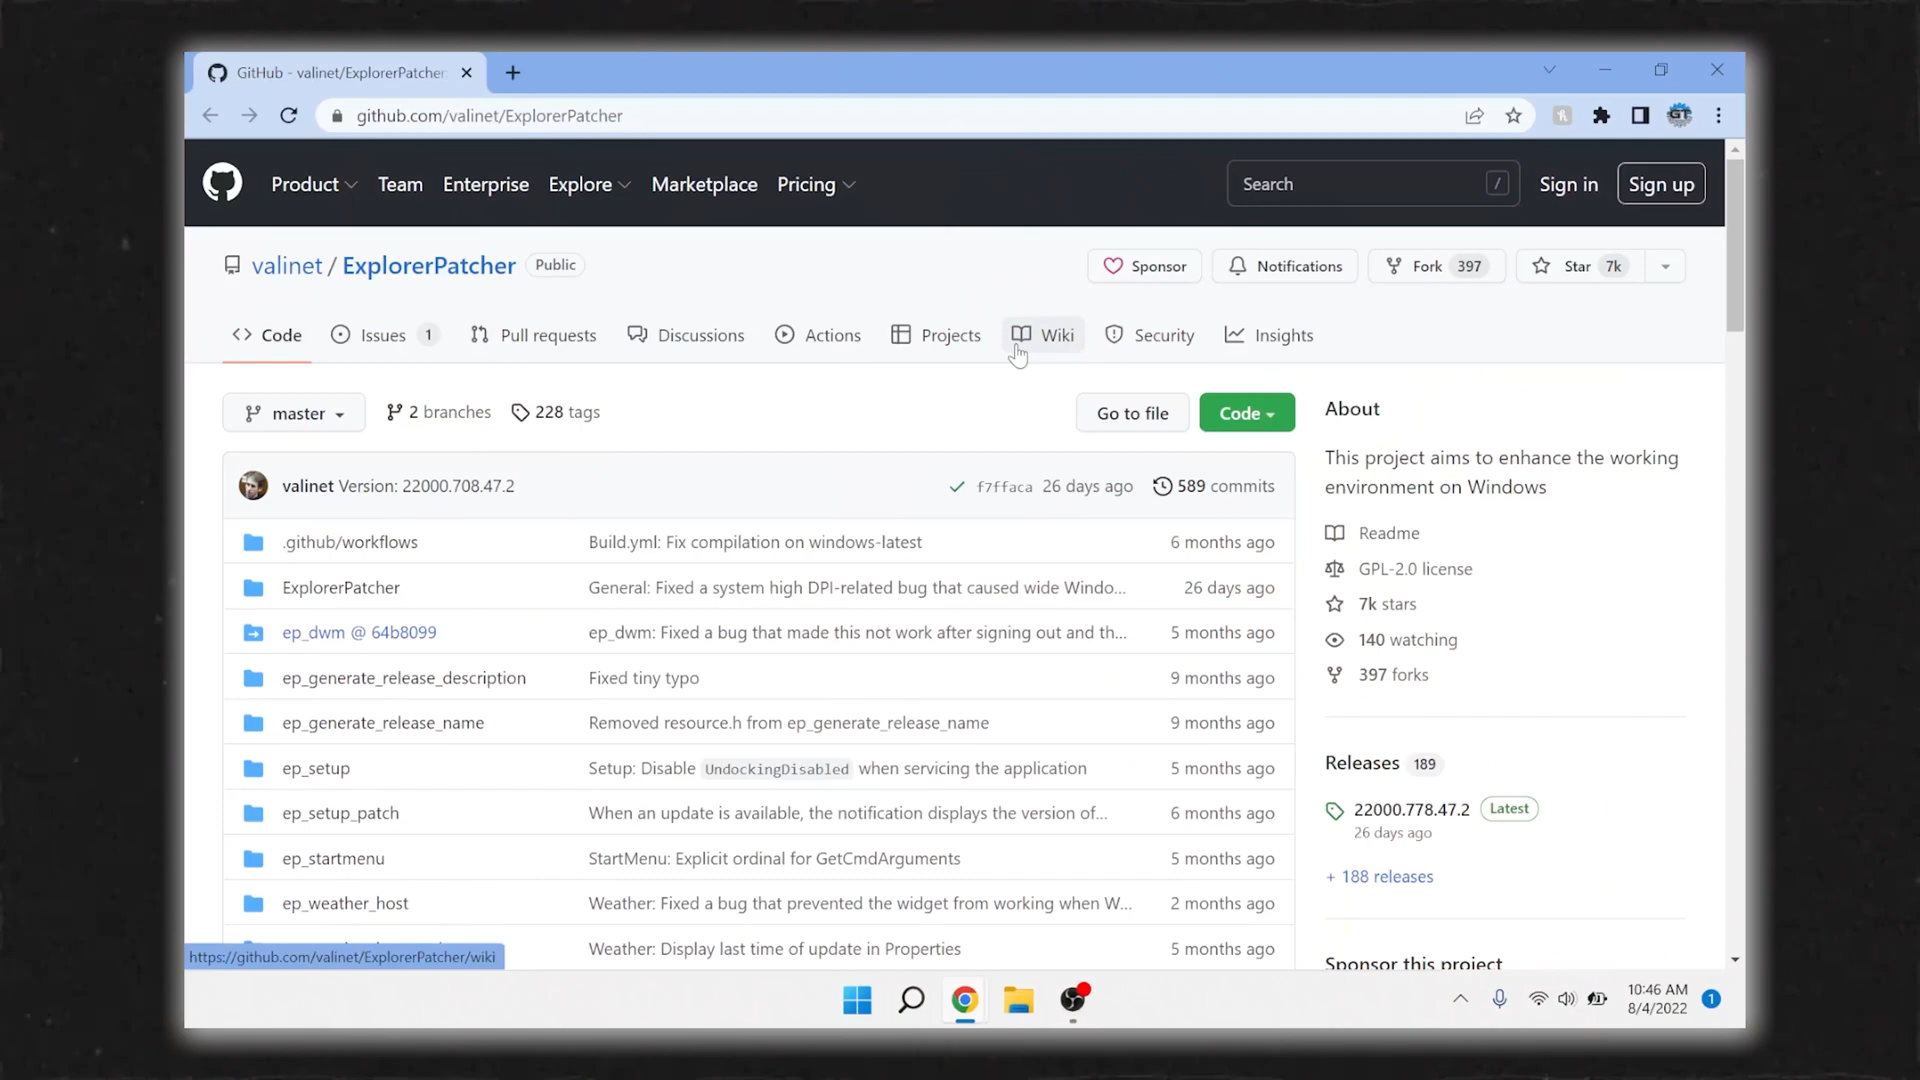 GitHub - valinet/ExplorerPatcher
github.com/valinet/ExplorerPatcher
GT
Product Team Enterprise Explore Marketplace Pricing Search / Sign in Sign up
valinet / ExplorerPatcher Public Sponsor Notifications Fork 397 Star 7k
Code Issues 1 Pull requests Discussions Actions Projects Wiki Security Insights
master 2 branches 228 tags Go to file Code
valinet Version: 22000.708.47.2 f7ffaca 26 days ago 589 commits
.github/workflows Build.yml: Fix compilation on windows-latest 6 months ago
ExplorerPatcher General: Fixed a system high DPI-related bug that caused wide Windo... 26 days ago
ep_dwm @ 64b8099 ep_dwm: Fixed a bug that made this not work after signing out and th... 5 months ago
ep_generate_release_description Fixed tiny typo 9 months ago
ep_generate_release_name Removed resource.h from ep_generate_release_name 9 months ago
ep_setup Setup: Disable UndockingDisabled when servicing the application 5 months ago
ep_setup_patch When an update is available, the notification displays the version of... 6 months ago
ep_startmenu StartMenu: Explicit ordinal for GetCmdArguments 5 months ago
ep_weather_host Weather: Fixed a bug that prevented the widget from working when W... 2 months ago
Weather: Display last time of update in Properties 5 months ago
About
This project aims to enhance the working
environment on Windows
Readme
GPL-2.0 license
7k stars
140 watching
397 forks
Releases 189
22000.778.47.2 Latest
26 days ago
+ 188 releases
Sponsor this project
https://github.com/valinet/ExplorerPatcher/wiki
10:46 AM
8/4/2022
1